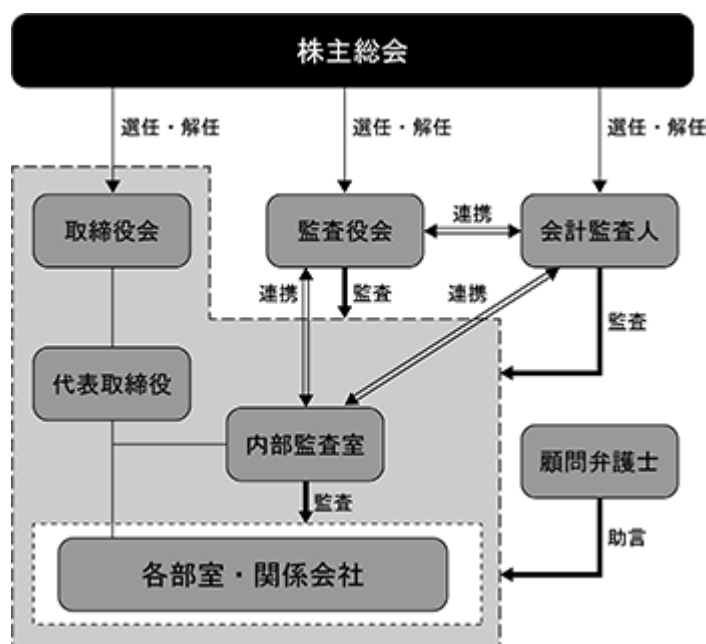 株主総会
選任・解任
選任・解任
選任・解任
取締役会
監査役会
連携
会計監査人
連携
監査
連携
監査
代表取締役
内部監査室
顧問弁護士
監査
助言
各部室・関係会社